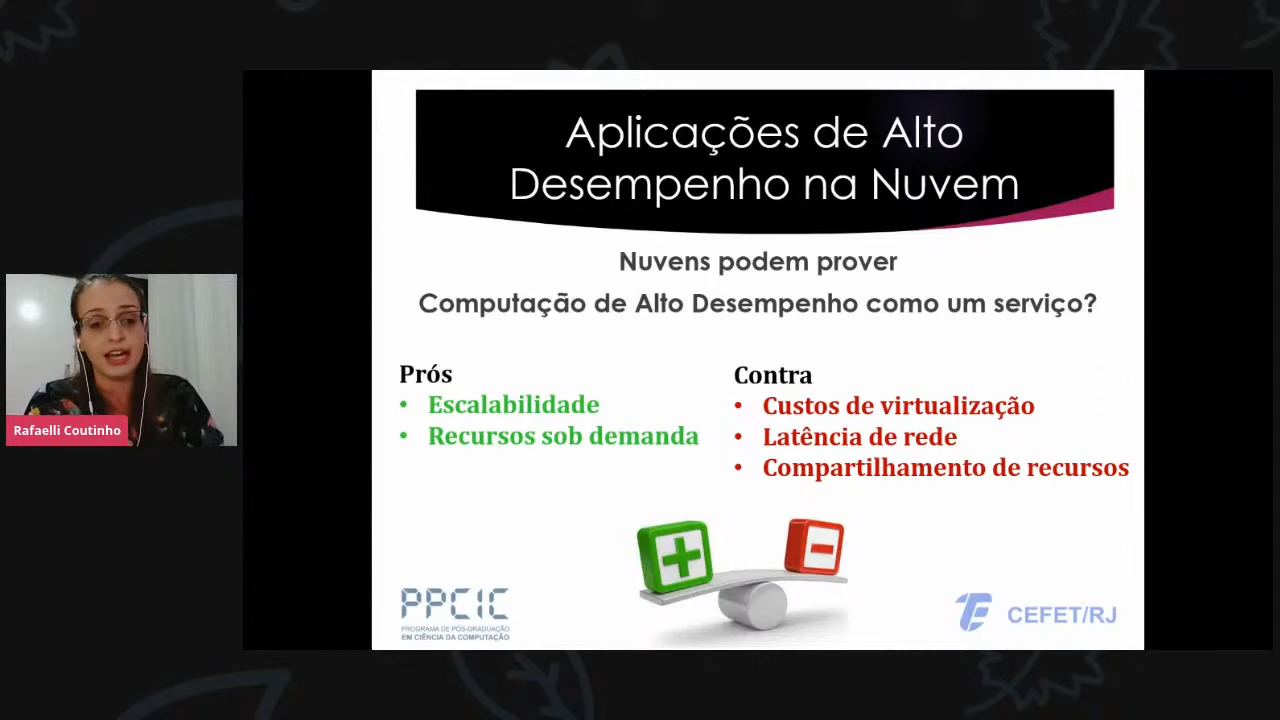 Aplicações de Alto
Desempenho na Nuvem
Nuvens podem prover
Computação de Alto Desempenho como um serviço?
Prós
• Escalabilidade
• Recursos sob demanda
Contra
• Custos de virtualização
• Latência de rede
• Compartilhamento de recursos
Rafaelli Coutinho
PPCIC
PROGRAMA DE PÓS-GRADUAÇÃO
EM CIÊNCIA DA COMPUTAÇÃO
CEFET/RJ